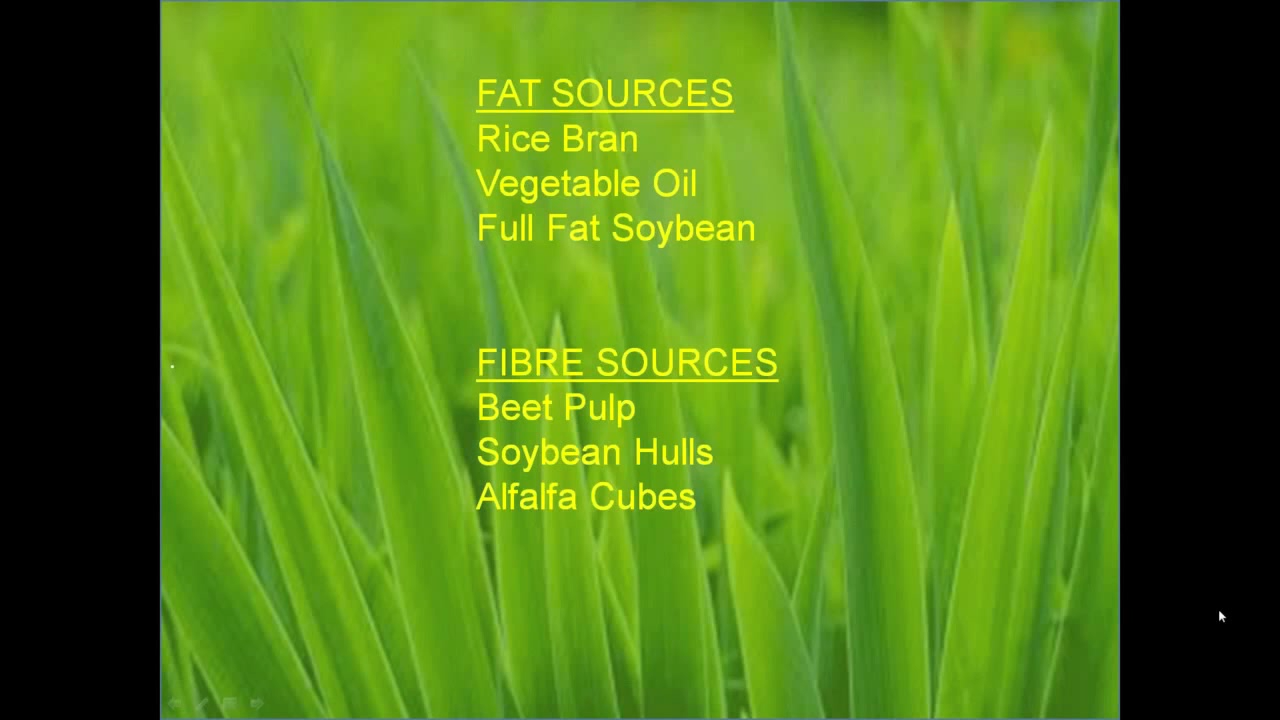 FAT SOURCES
Rice Bran
Vegetable Oil
Full Fat Soybean
FIBRE SOURCES
Beet Pulp
Soybean Hulls
Alfalfa Cubes